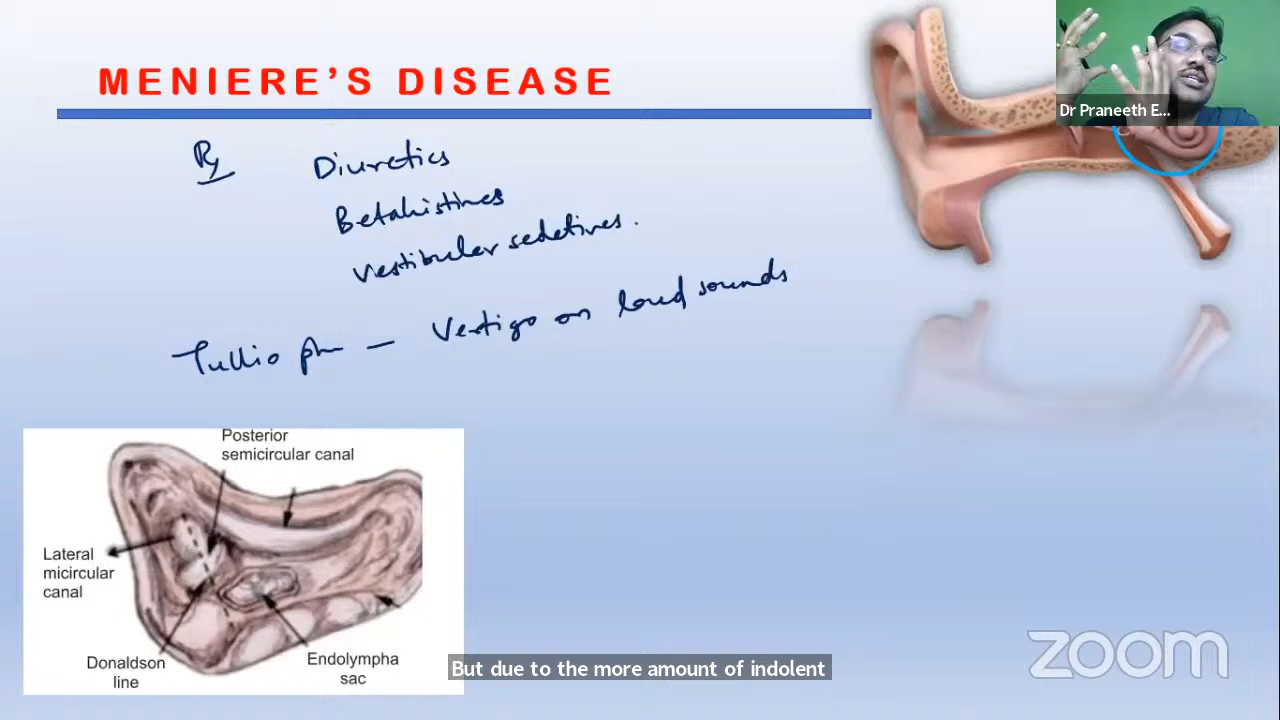 MENIERE'S DISEASE
Dr Praneeth E...
Rx
Diuretics
Betahistines
Vestibular sedatives.
Tullio phn — Vertigo on loud sounds
Posterior
semicircular canal
Lateral
micircular
canal
Donaldson
line
Endolympha
sac
But due to the more amount of indolent
zoom